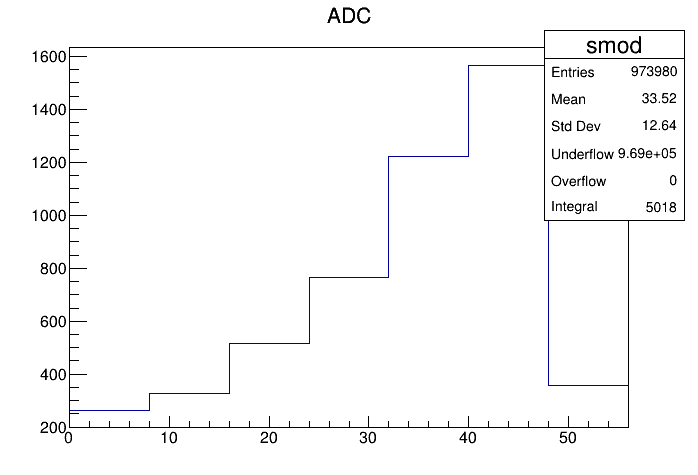 ADC
smod
Entries 973980
Mean 33.52
Std Dev 12.64
Underflow 9.69e+05
Overflow 0
Integral 5018
1600
1400
1200
1000
800
600
400
200
0 10 20 30 40 50